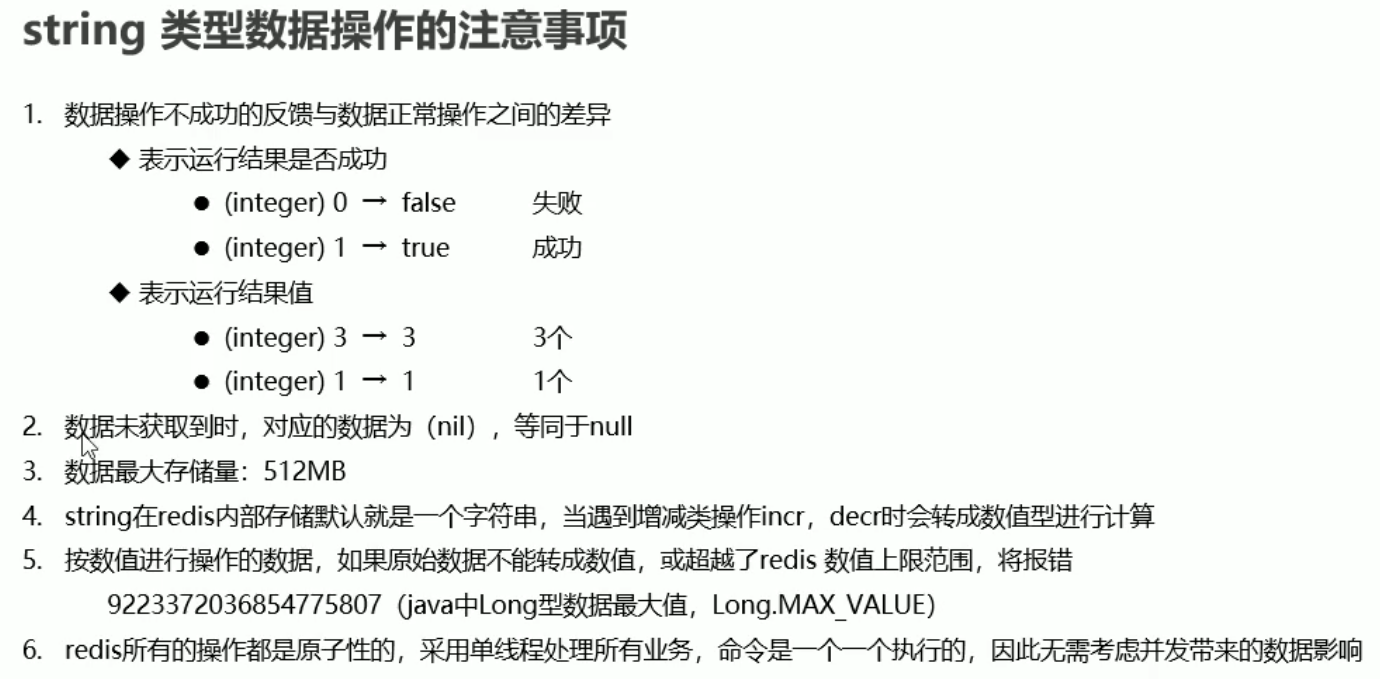 string 类型数据操作的注意事项
1. 数据操作不成功的反馈与数据正常操作之间的差异
◆ 表示运行结果是否成功
● (integer) 0 → false 失败
● (integer) 1 → true 成功
◆ 表示运行结果值
● (integer) 3 → 3 3个
● (integer) 1 → 1 1个
2. 数据未获取到时，对应的数据为（nil），等同于null
3. 数据最大存储量：512MB
4. string在redis内部存储默认就是一个字符串，当遇到增减类操作incr，decr时会转成数值型进行计算
5. 按数值进行操作的数据，如果原始数据不能转成数值，或超越了redis 数值上限范围，将报错
9223372036854775807（java中Long型数据最大值，Long.MAX_VALUE）
6. redis所有的操作都是原子性的，采用单线程处理所有业务，命令是一个一个执行的，因此无需考虑并发带来的数据影响